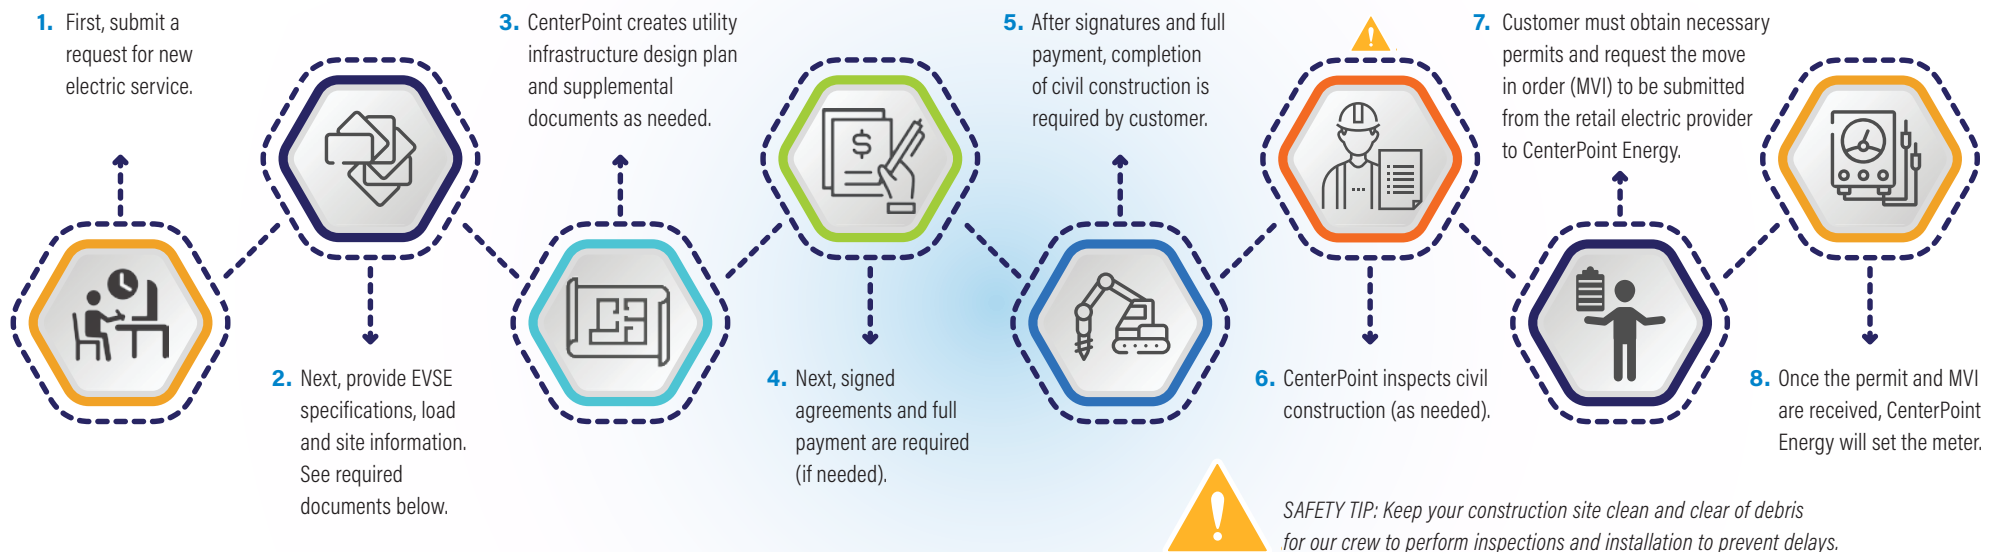 1. First, submit a
request for new
electric service.
2. Next, provide EVSE
specifications, load
and site information.
See required
documents below.
3. CenterPoint creates utility
infrastructure design plan
and supplemental
documents as needed.
$
4. Next, signed
agreements and full
payment are required
(if needed).
5. After signatures and full
payment, completion
of civil construction is
required by customer.
!
6. CenterPoint inspects civil
construction (as needed).
7. Customer must obtain necessary
permits and request the move
in order (MVI) to be submitted
from the retail electric provider
to CenterPoint Energy.
8. Once the permit and MVI
are received, CenterPoint
Energy will set the meter.
!
SAFETY TIP: Keep your construction site clean and clear of debris
for our crew to perform inspections and installation to prevent delays.